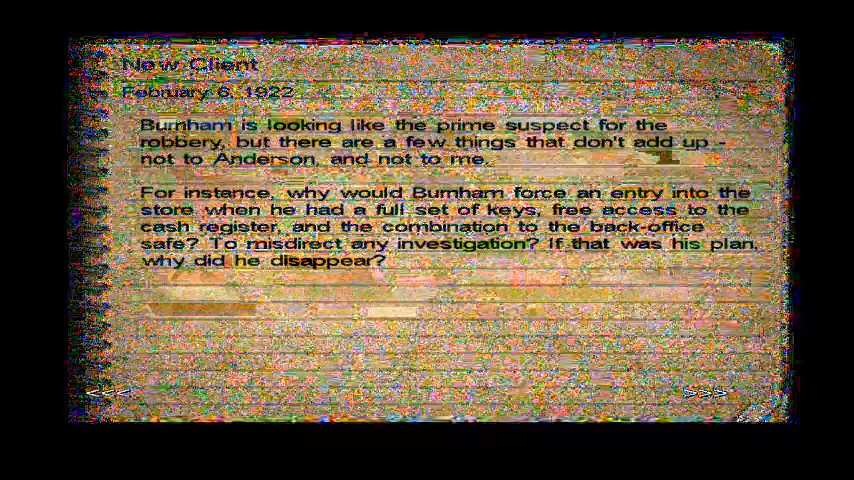 New Client
February 6, 1922
Burnham is looking like the prime suspect for the
robbery, but there are a few things that don't add up -
not to Anderson, and not to me.
For instance, why would Burnham force an entry into the
store when he had a full set of keys, free access to the
cash register, and the combination to the back-office
safe? To misdirect any investigation? If that was his plan,
why did he disappear?
<<< >>>